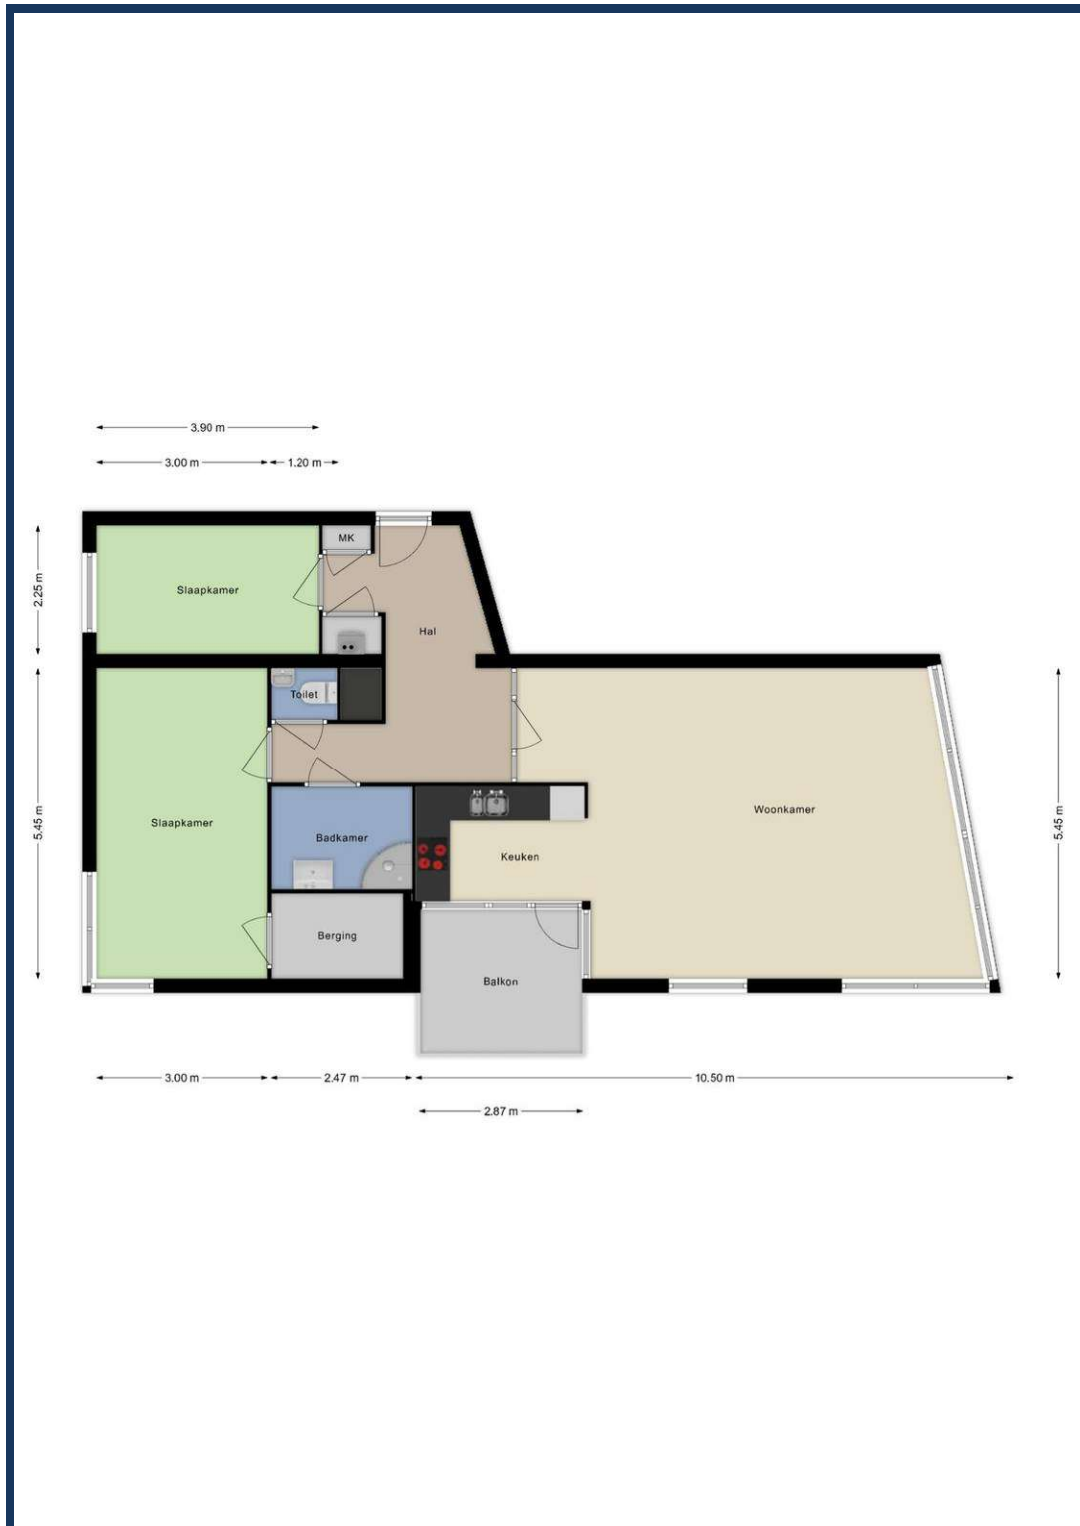 3.90 m
3.00 m
1.20 m
MK
2.25 m
Slaapkamer
Hal
Toilet
5.45 m
Slaapkamer
Badkamer
Keuken
Woonkamer
5.45 m
Berging
Balkon
3.00 m
2.47 m
10.50 m
2.87 m